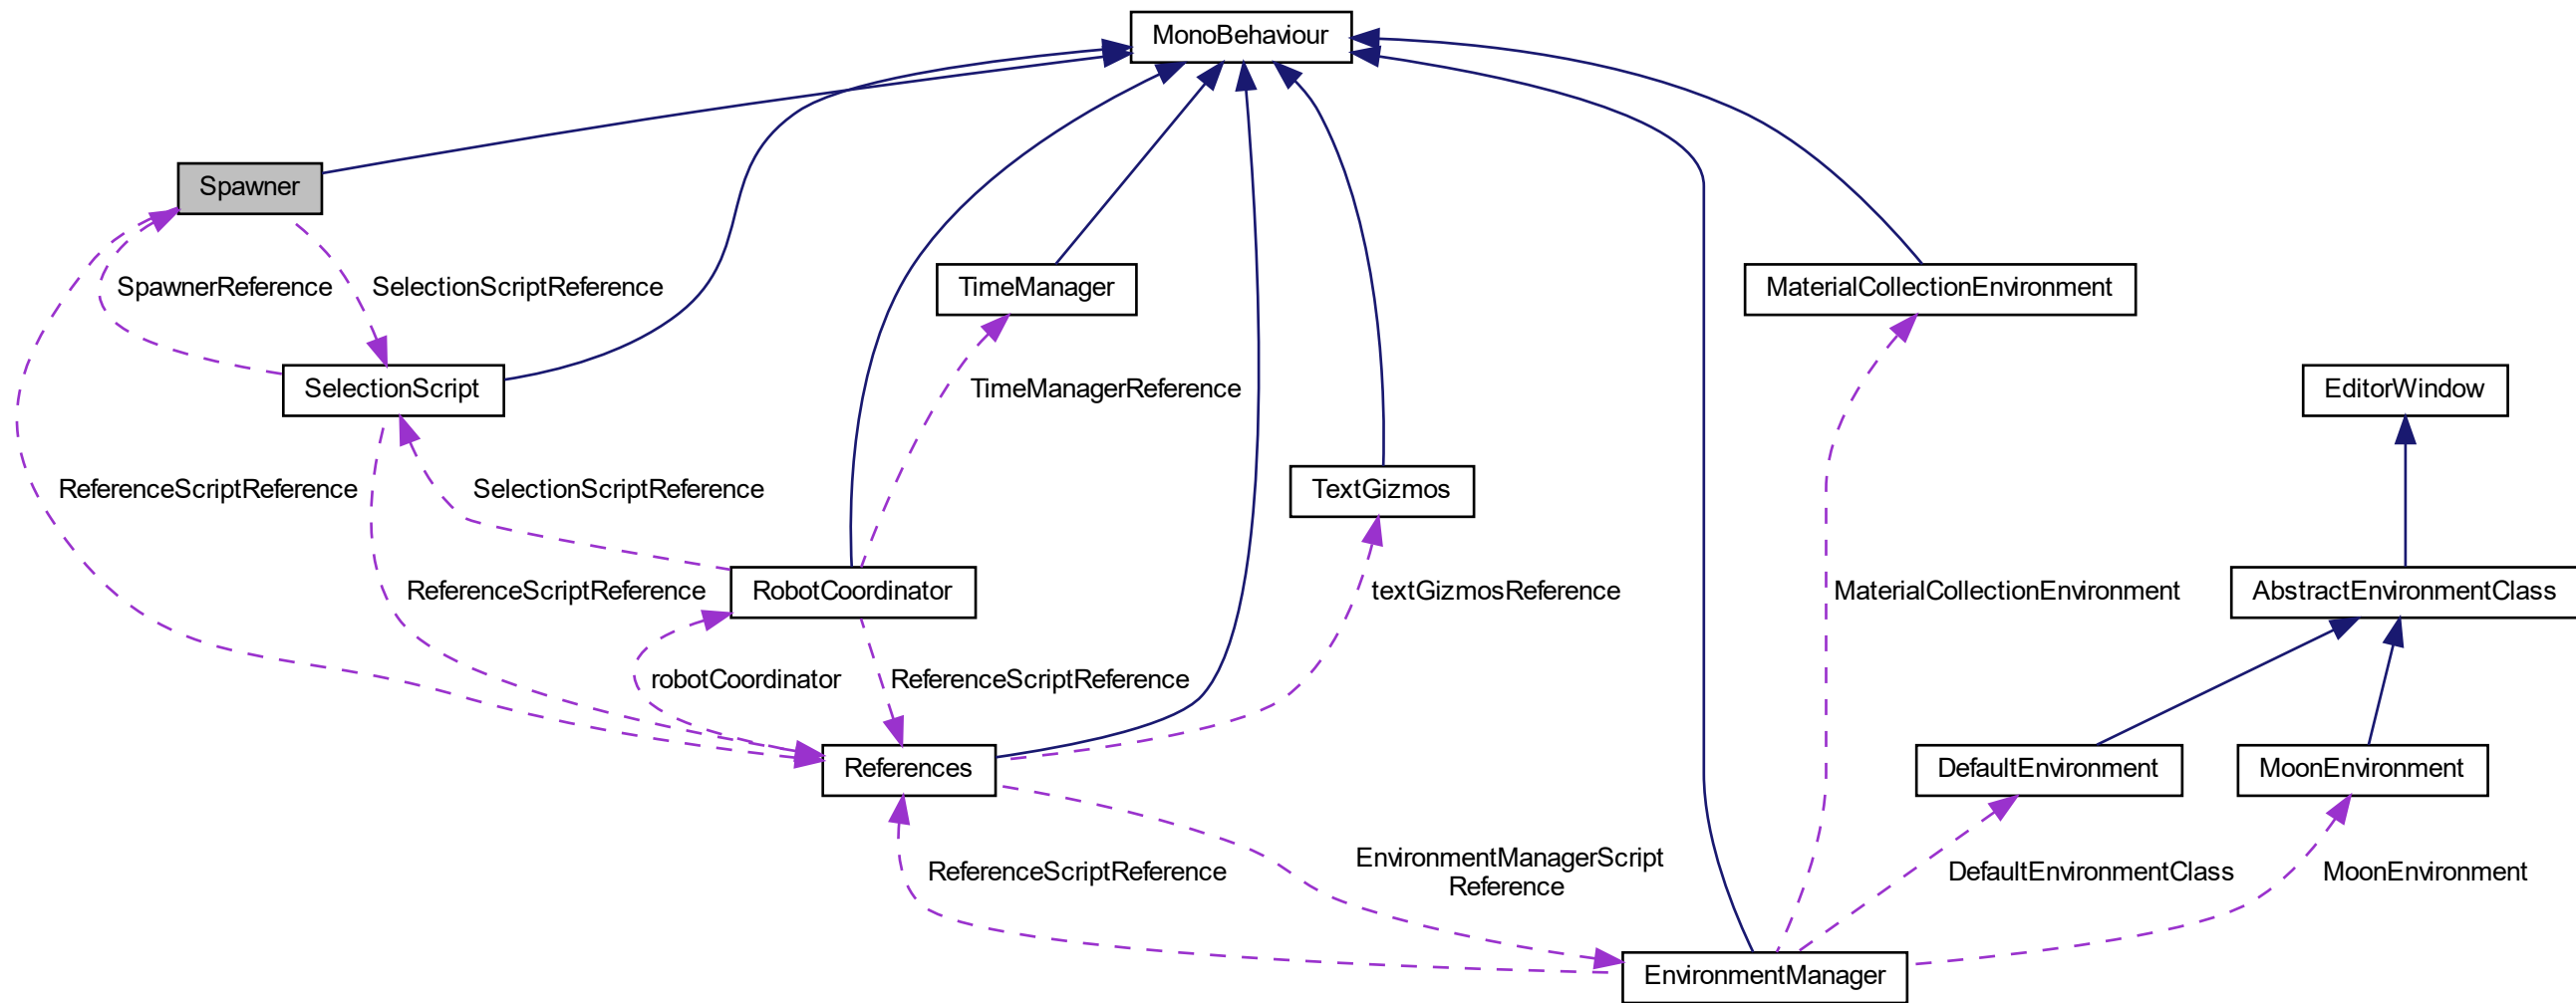 MonoBehaviour
Spawner
SpawnerReference
SelectionScriptReference
TimeManager
MaterialCollectionEnvironment
SelectionScript
TimeManagerReference
EditorWindow
ReferenceScriptReference
SelectionScriptReference
TextGizmos
ReferenceScriptReference
RobotCoordinator
textGizmosReference
MaterialCollectionEnvironment
AbstractEnvironmentClass
robotCoordinator
ReferenceScriptReference
References
DefaultEnvironment
MoonEnvironment
ReferenceScriptReference
EnvironmentManagerScript
Reference
DefaultEnvironmentClass
MoonEnvironment
EnvironmentManager